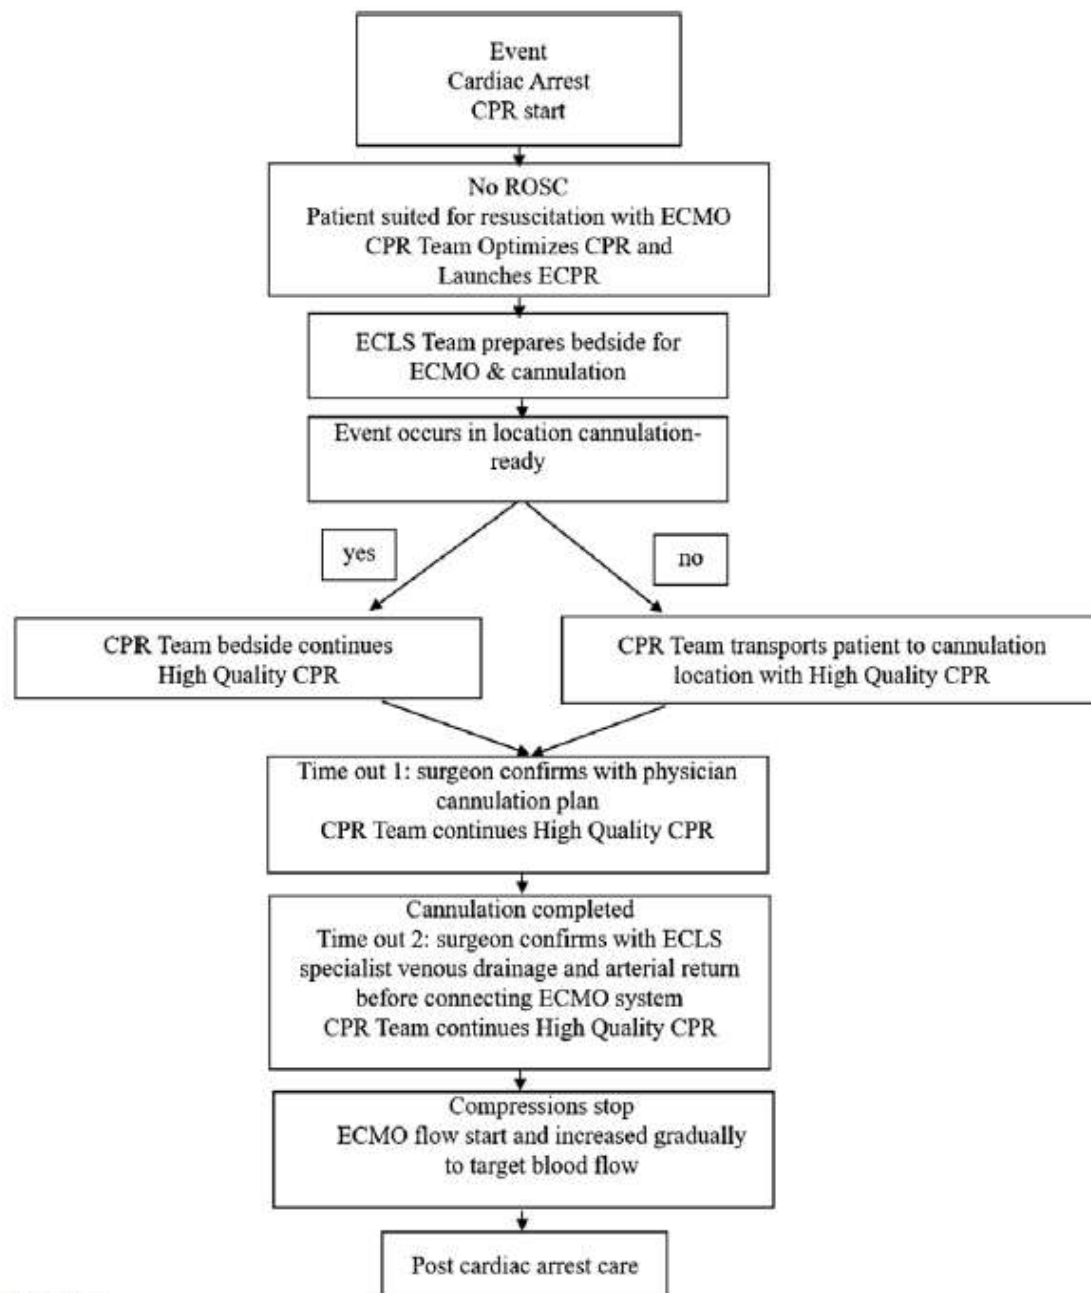 Event
Cardiac Arrest
CPR start
No ROSC
Patient suited for resuscitation with ECMO
CPR Team Optimizes CPR and
Launches ECPR
ECLS Team prepares bedside for
ECMO & cannulation
Event occurs in location cannulation-
ready
yes
no
CPR Team bedside continues
High Quality CPR
CPR Team transports patient to cannulation
location with High Quality CPR
Time out 1: surgeon confirms with physician
cannulation plan
CPR Team continues High Quality CPR
Cannulation completed
Time out 2: surgeon confirms with ECLS
specialist venous drainage and arterial return
before connecting ECMO system
CPR Team continues High Quality CPR
Compressions stop
ECMO flow start and increased gradually
to target blood flow
Post cardiac arrest care